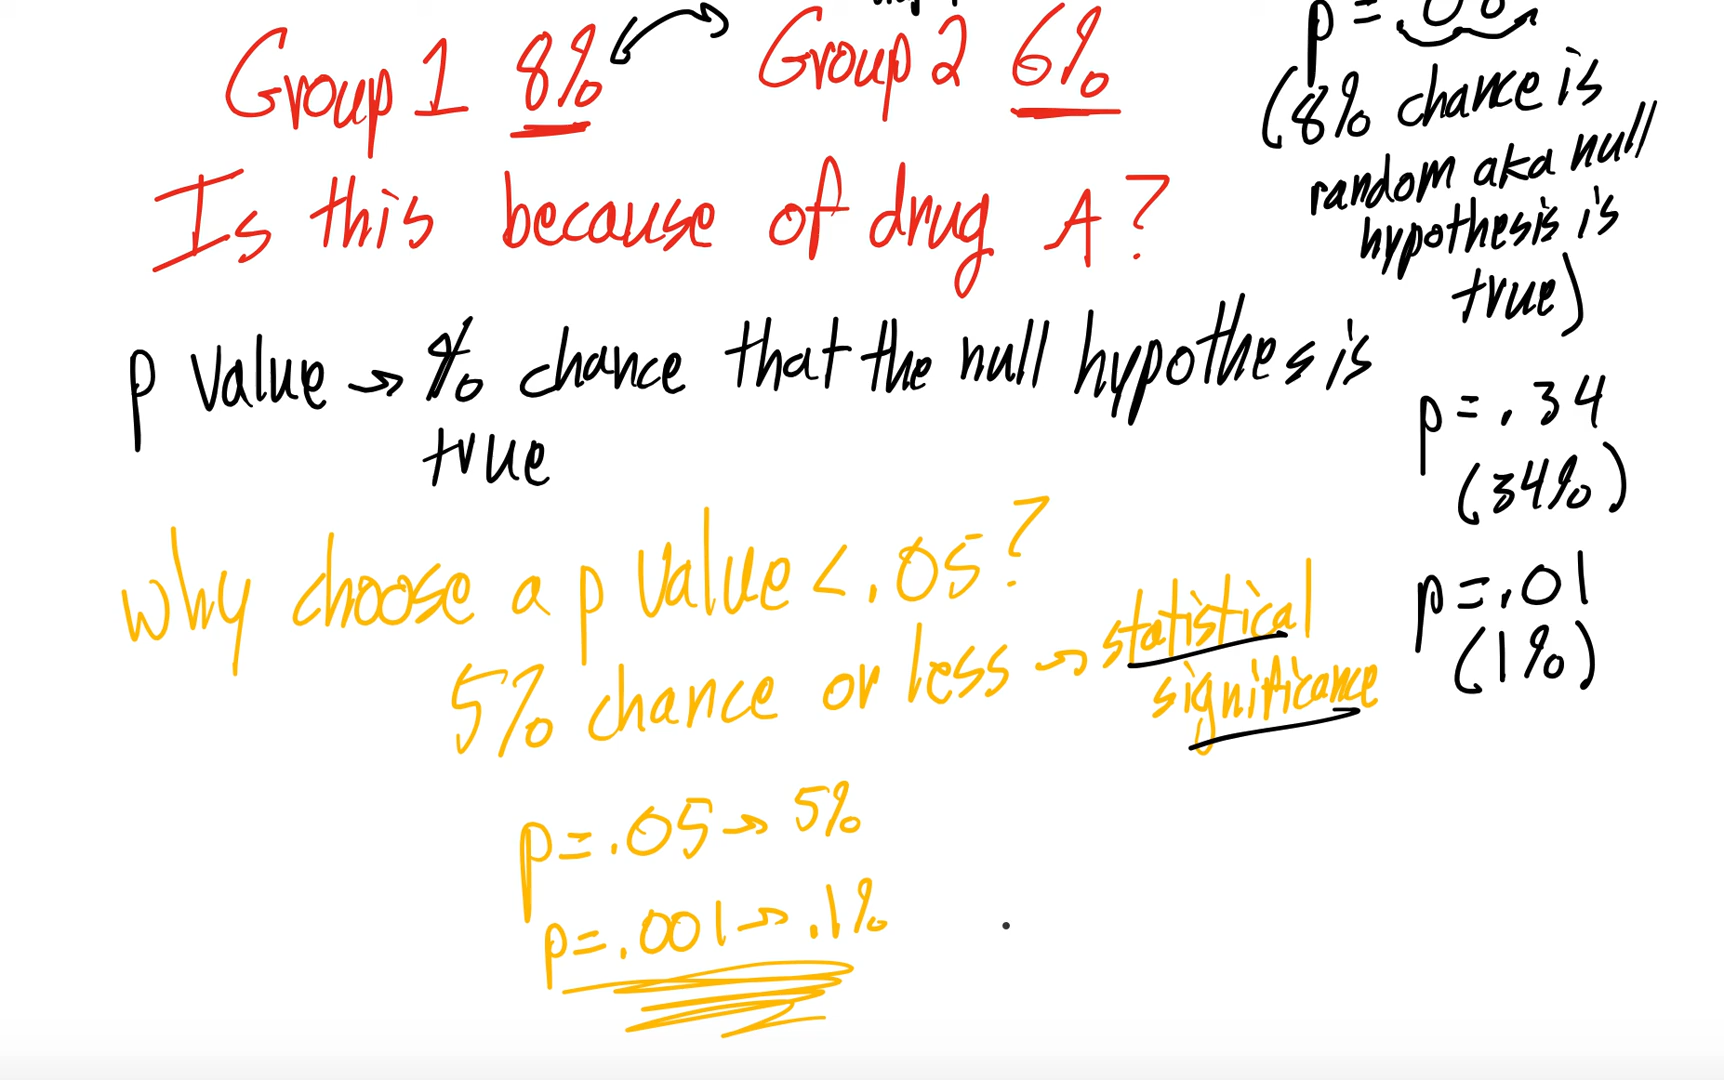 Group 1 8% Group 2 6%
Is this because of drug A?
p value → % chance that the null hypothesis is
true
why choose a p value < .05?
5% chance or less → statistical
significance
p=.05 → 5%
p=.001 → .1%
p=.08
(8% chance is
random aka null
hypothesis is
true)
p=.34
(34%)
p=.01
(1%)